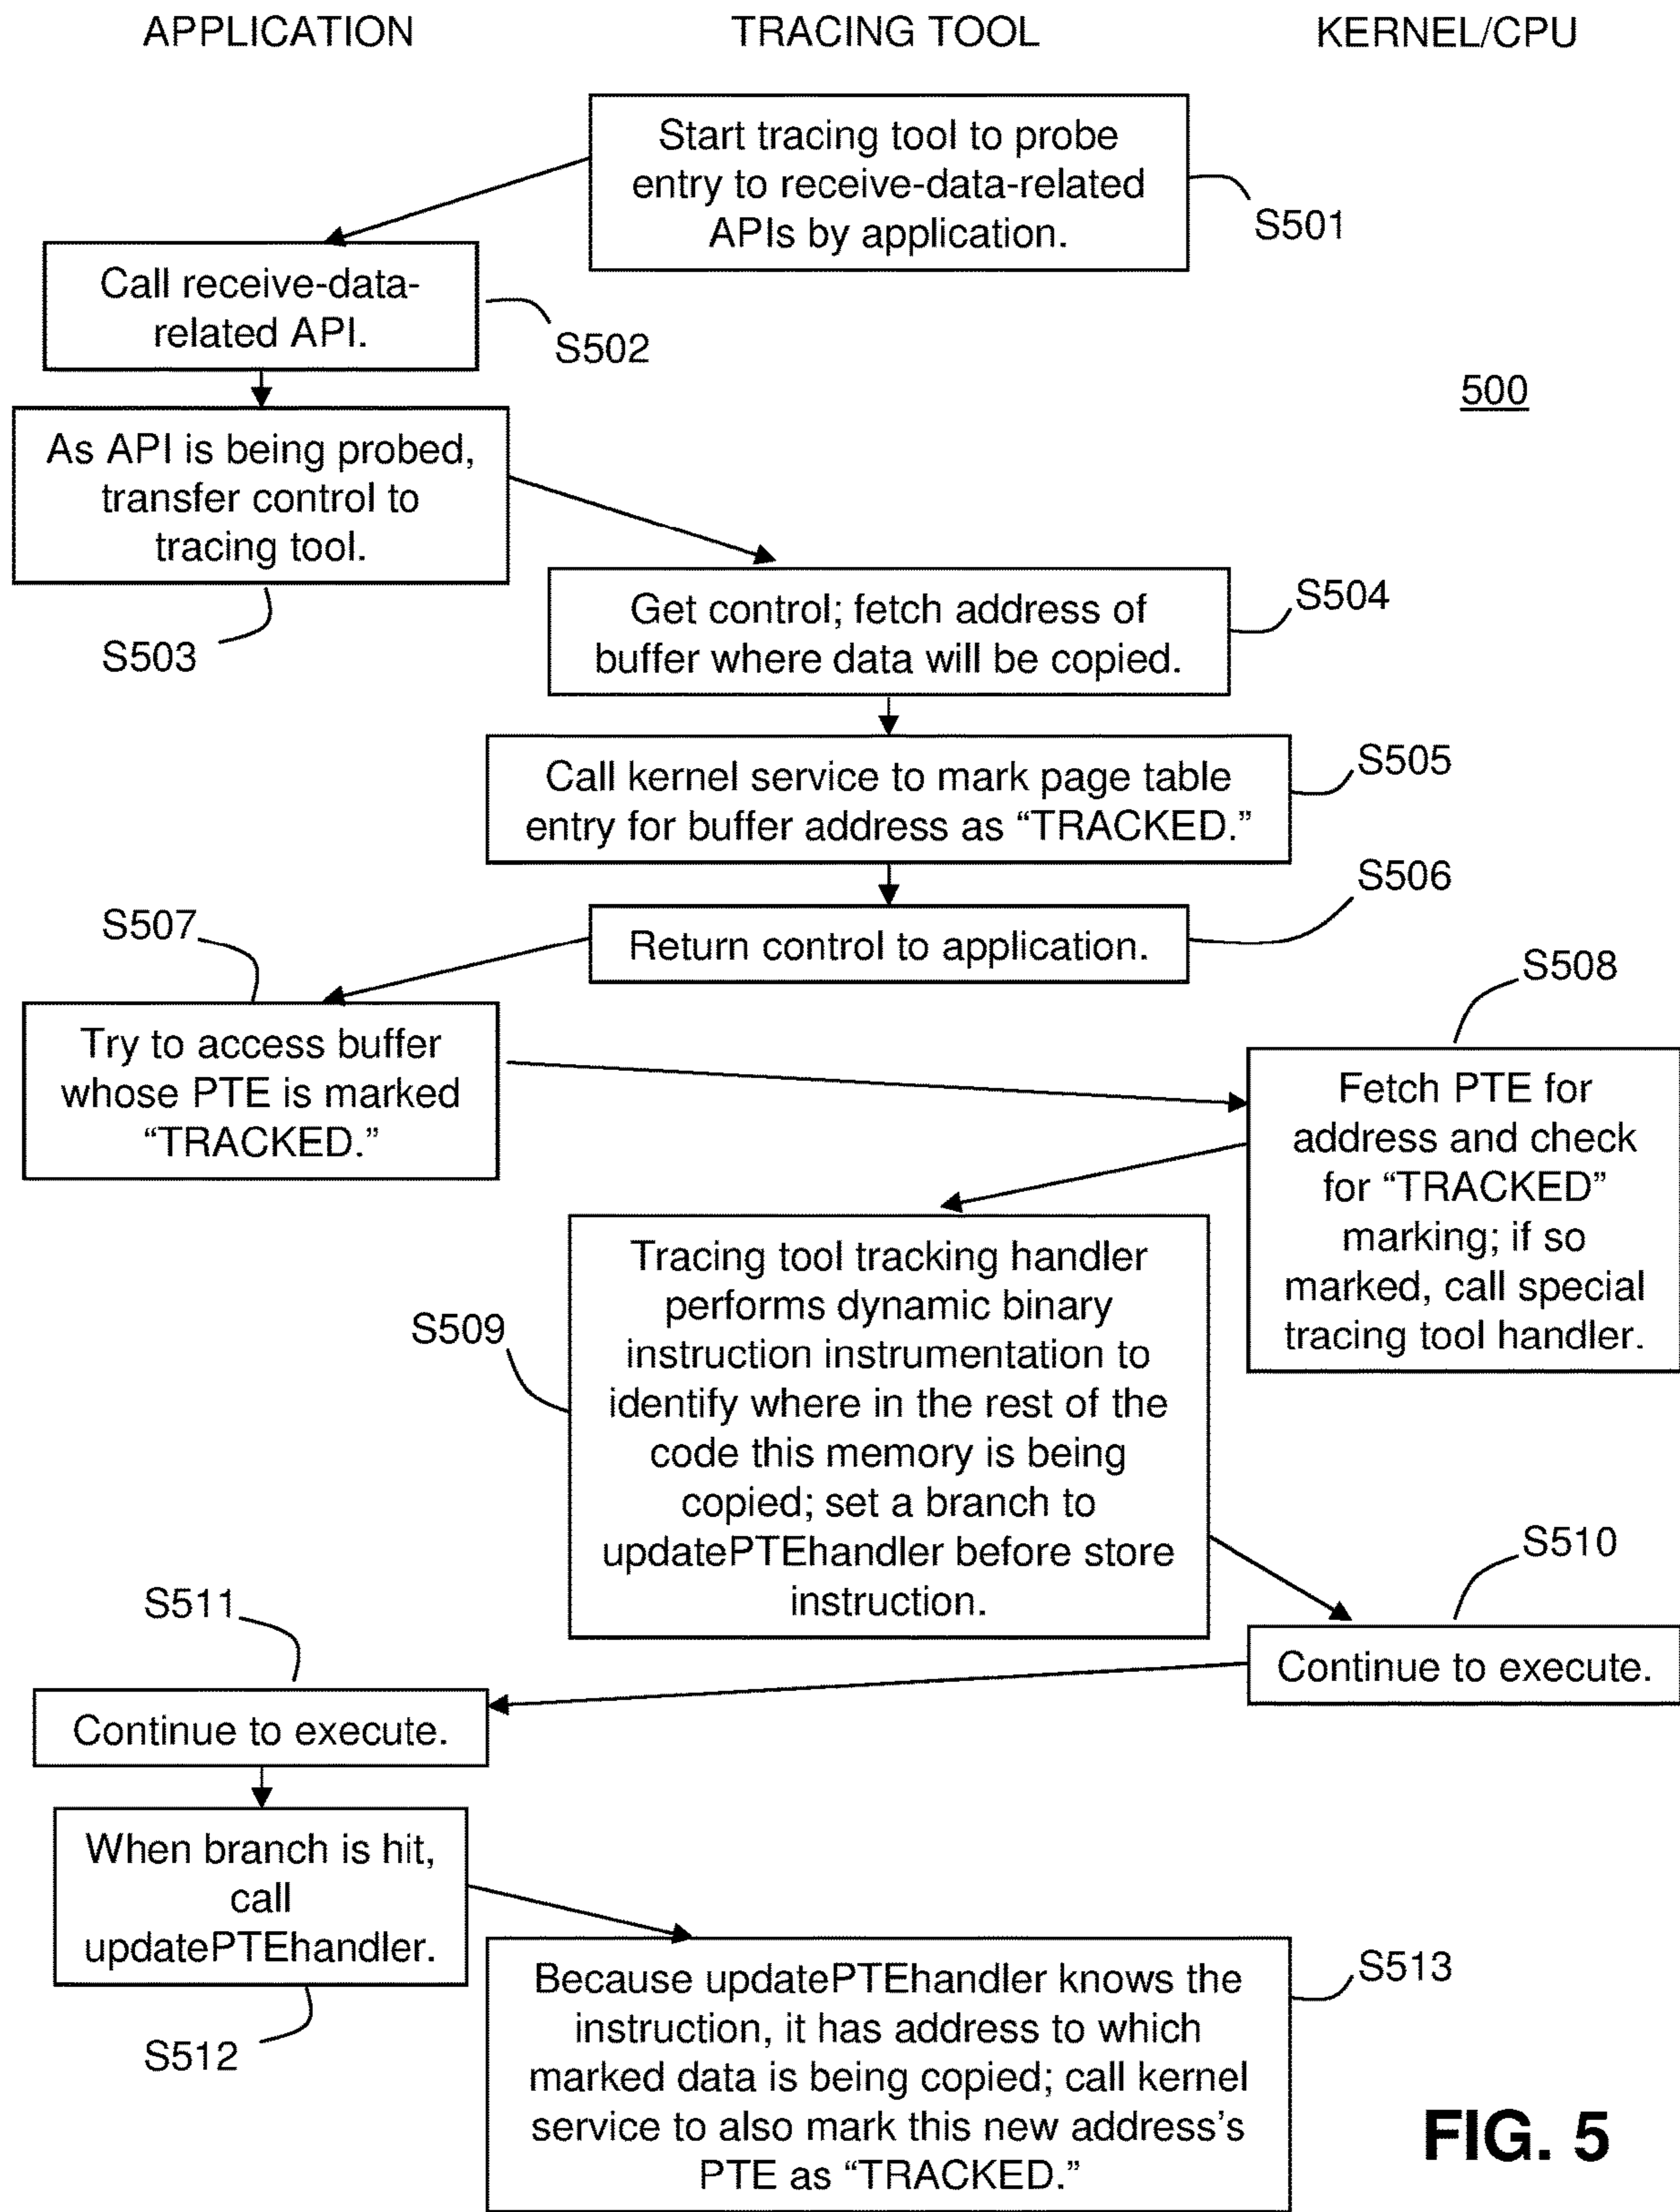 APPLICATION TRACING TOOL KERNEL/CPU
Start tracing tool to probe
entry to receive-data-related
APIs by application.
S501
Call receive-data-
related API.
S502
500
As API is being probed,
transfer control to
tracing tool.
S503
Get control; fetch address of
buffer where data will be copied.
S504
Call kernel service to mark page table
entry for buffer address as “TRACKED.”
S505
Return control to application.
S506
S507
Try to access buffer
whose PTE is marked
“TRACKED.”
S508
Fetch PTE for
address and check
for “TRACKED”
marking; if so
marked, call special
tracing tool handler.
S509
Tracing tool tracking handler
performs dynamic binary
instruction instrumentation to
identify where in the rest of the
code this memory is being
copied; set a branch to
updatePTEhandler before store
instruction.
S510
Continue to execute.
S511
Continue to execute.
When branch is hit,
call
updatePTEhandler.
S512
Because updatePTEhandler knows the
instruction, it has address to which
marked data is being copied; call kernel
service to also mark this new address’s
PTE as “TRACKED.”
S513
FIG. 5